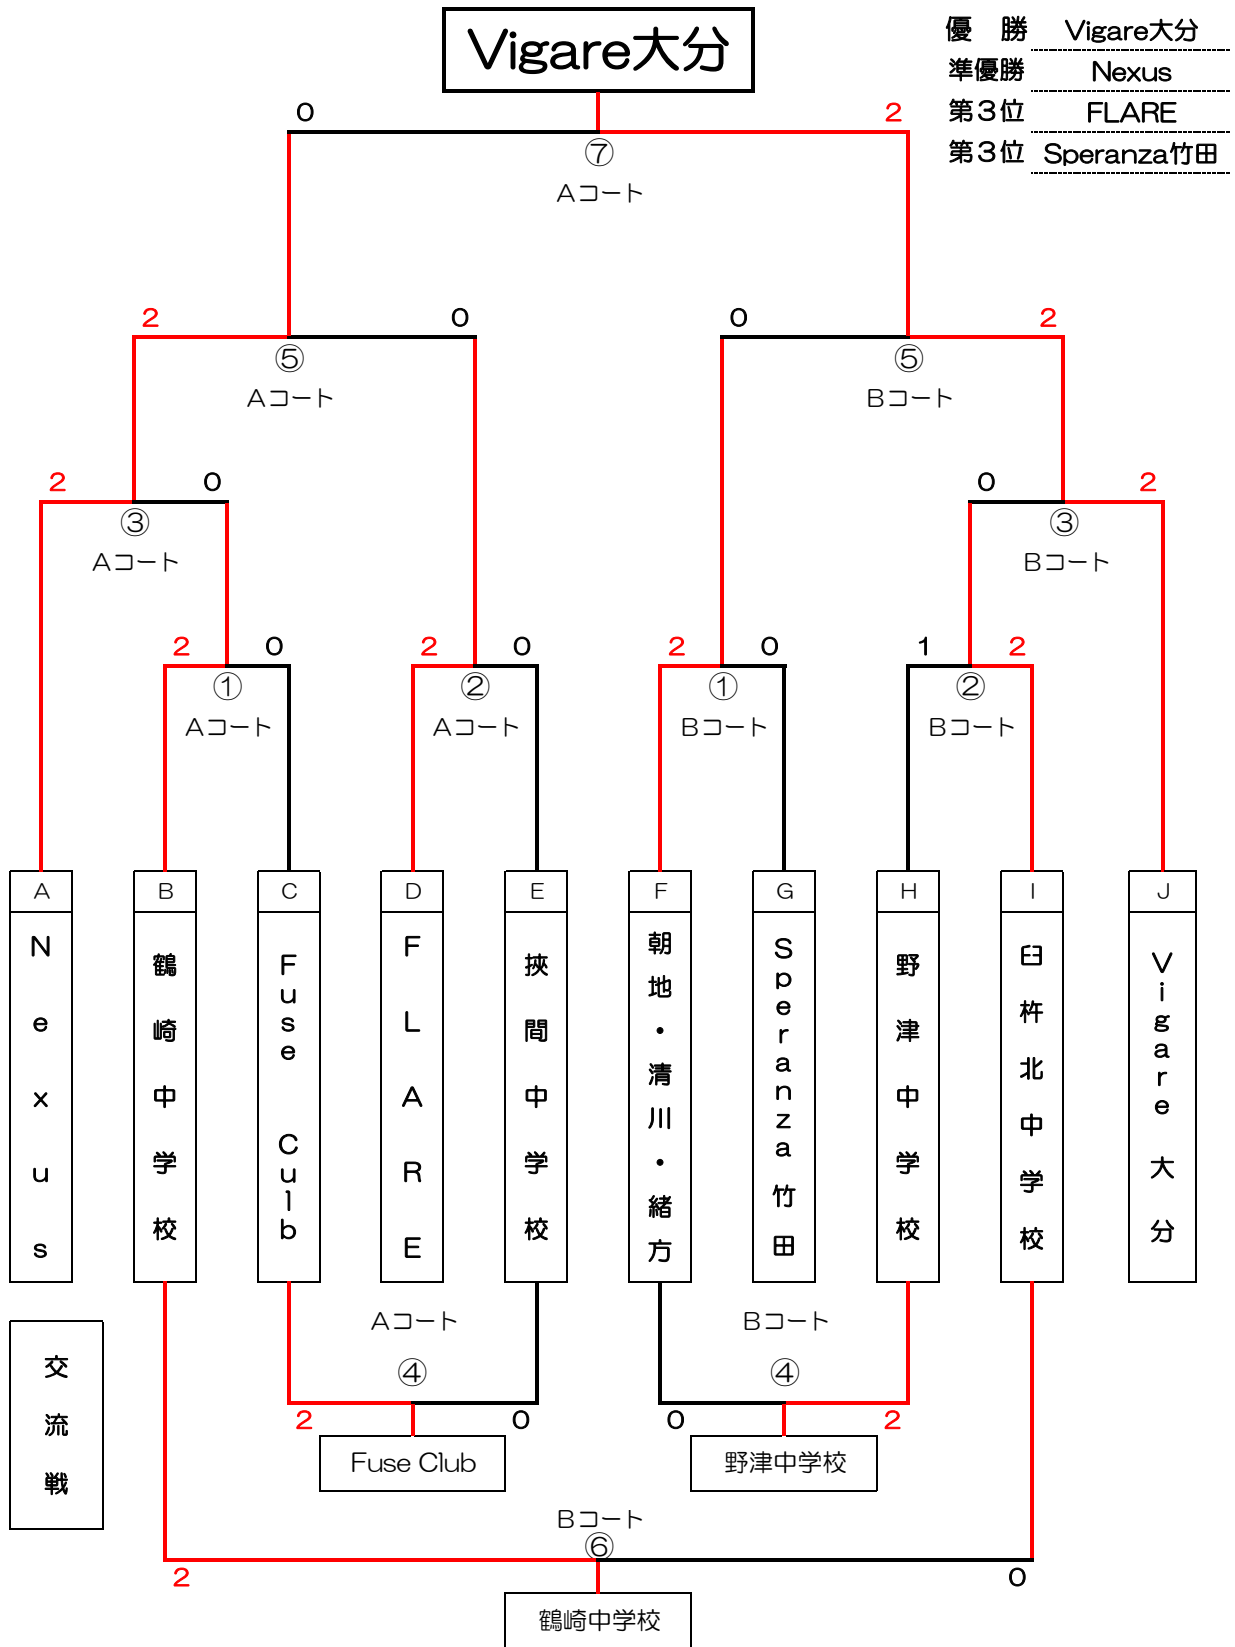 Vigare大分
優　勝 Vigare大分
準優勝 Nexus
第３位 FLARE
第３位 Speranza竹田
0 2
⑦
Aコート
2 0 0 2
⑤ ⑤
Aコート Bコート
2 0 0 2
③ ③
Aコート Bコート
2 0 2 0 2 0 1 2
① ② ① ②
Aコート Aコート Bコート Bコート
A B C D E F G H I J
Nexus
鶴崎中学校
Fuse Culb
FLARE
挾間中学校
朝地・清川・緒方
Speranza竹田
野津中学校
臼杵北中学校
Vigare大分
交流戦
Aコート Bコート
④ ④
2 0 0 2
Fuse Club 野津中学校
Bコート
⑥
2 0
鶴崎中学校